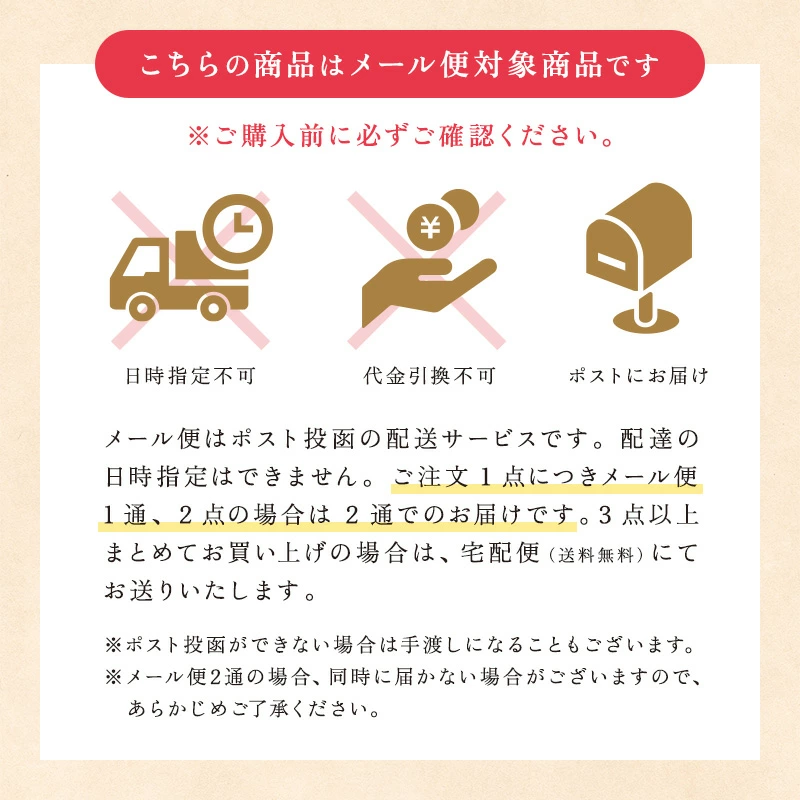 こちらの商品はメール便対象商品です
※ご購入前に必ずご確認ください。
¥
日時指定不可
代金引換不可
ポストにお届け
メール便はポスト投函の配送サービスです。配達の
日時指定はできません。ご注文1点につきメール便
1通、2点の場合は2通でのお届けです。3点以上
まとめてお買い上げの場合は、宅配便(送料無料)にて
お送りいたします。
※ポスト投函ができない場合は手渡しになることもございます。
※メール便2通の場合、同時に届かない場合がございますので、
あらかじめご了承ください。